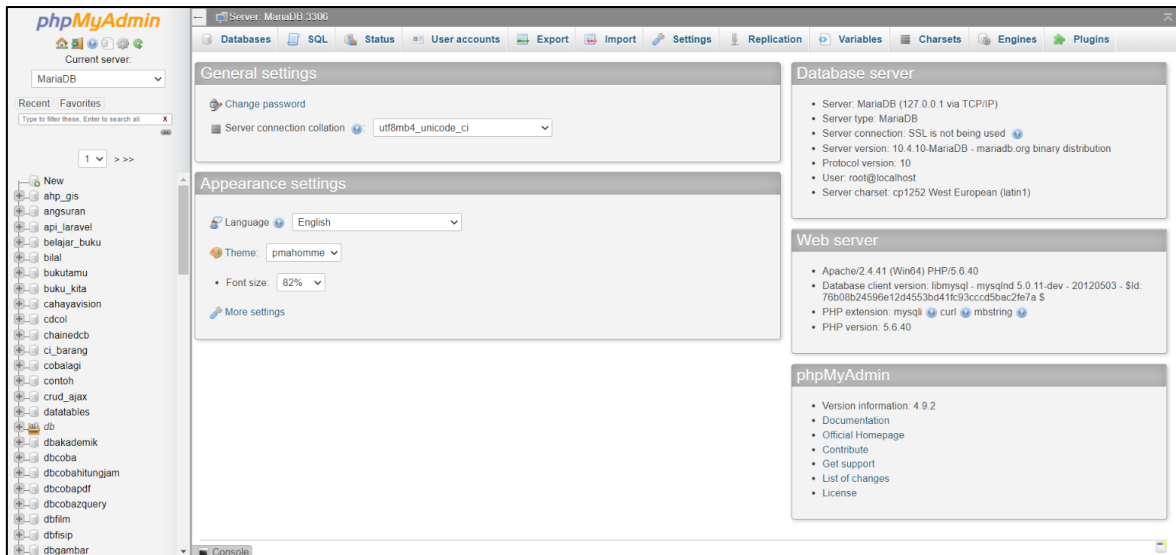 phpMyAdmin
Current server:
MariaDB
Recent Favorites
Type to filter these, Enter to search all X
1 > >>
New
ahp_gis
angsuran
api_laravel
belajar_buku
bilal
bukutamu
buku_kita
cahayavision
cdcol
chainedcb
ci_barang
cobalagi
contoh
crud_ajax
datatables
db
dbakademik
dbcoba
dbcobahitungjam
dbcobapdf
dbcobazquery
dbfilm
dbfisip
dbgambar
Server: MariaDB:3306
Databases SQL Status User accounts Export Import Settings Replication Variables Charsets Engines Plugins
General settings
Change password
Server connection collation : utf8mb4_unicode_ci
Appearance settings
Language English
Theme: pmahomme
• Font size: 82%
More settings
Database server
• Server: MariaDB (127.0.0.1 via TCP/IP)
• Server type: MariaDB
• Server connection: SSL is not being used
• Server version: 10.4.10-MariaDB - mariadb.org binary distribution
• Protocol version: 10
• User: root@localhost
• Server charset: cp1252 West European (latin1)
Web server
• Apache/2.4.41 (Win64) PHP/5.6.40
• Database client version: libmysql - mysqlnd 5.0.11-dev - 20120503 - $Id:
76b08b24596e12d4553bd41fc93cccd5bac2fe7a $
• PHP extension: mysqli curl mbstring
• PHP version: 5.6.40
phpMyAdmin
• Version information: 4.9.2
• Documentation
• Official Homepage
• Contribute
• Get support
• List of changes
• License
Console